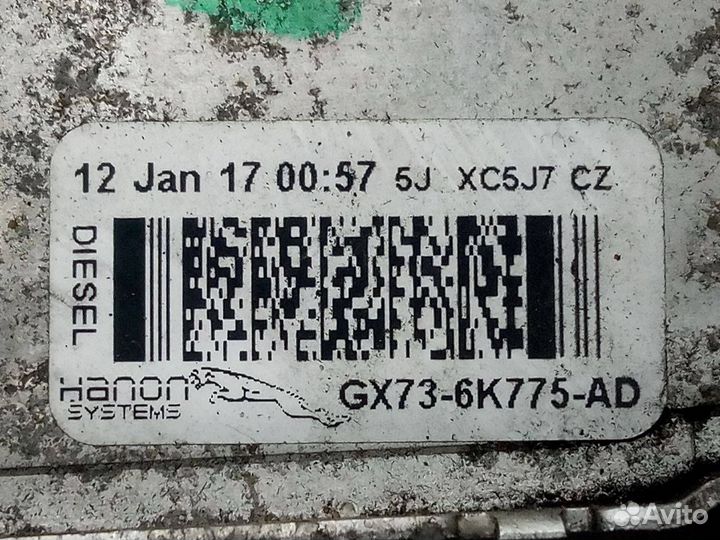 12 Jan 17 00:57 5J XC5J7 CZ
DIESEL
Hanon
SYSTEMS
GX73-6K775-AD
Avito